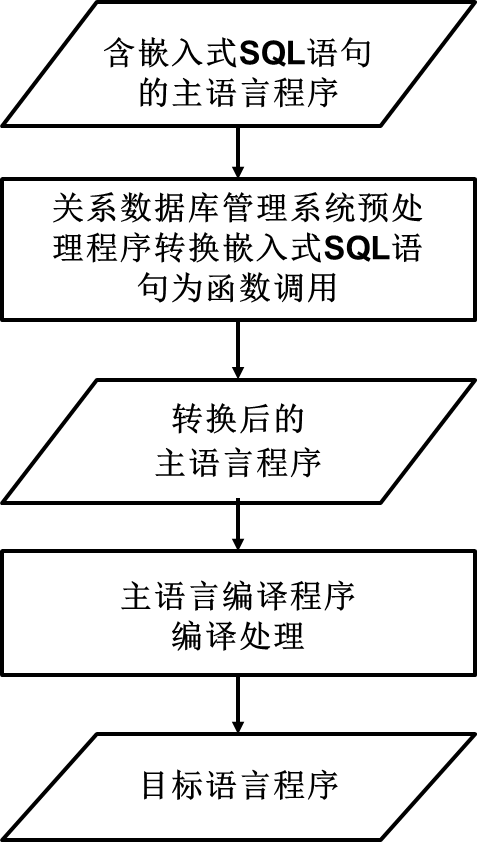 含嵌入式SQL语句
的主语言程序
关系数据库管理系统预处
理程序转换嵌入式SQL语
句为函数调用
转换后的
主语言程序
主语言编译程序
编译处理
目标语言程序